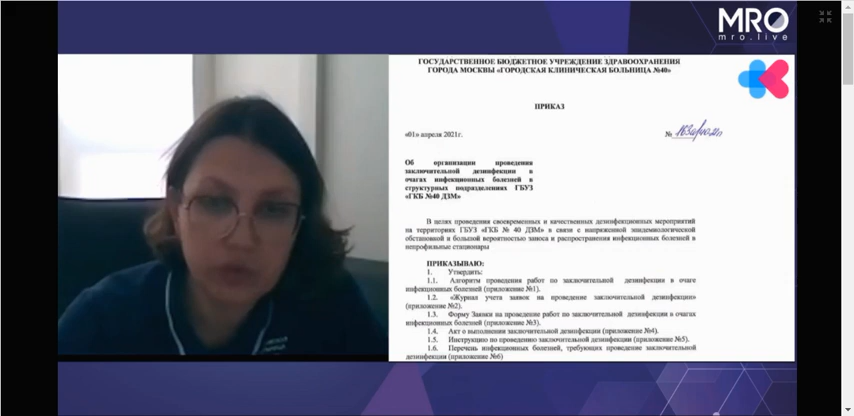 MRO
mro.live
ГОСУДАРСТВЕННОЕ БЮДЖЕТНОЕ УЧРЕЖДЕНИЕ ЗДРАВООХРАНЕНИЯ
ГОРОДА МОСКВЫ «ГОРОДСКАЯ КЛИНИЧЕСКАЯ БОЛЬНИЦА №40»
ПРИКАЗ
«01» апреля 2021г.
№
Об организации проведения
заключительной дезинфекции в
очагах инфекционных болезней в
структурных подразделениях ГБУЗ
«ГКБ №40 ДЗМ»
В целях проведения своевременных и качественных дезинфекционных мероприятий
на территориях ГБУЗ «ГКБ № 40 ДЗМ» в связи с напряженной эпидемиологической
обстановкой и большой вероятностью заноса и распространения инфекционных болезней в
непрофильные стационары
ПРИКАЗЫВАЮ:
1. Утвердить:
1.1. Алгоритм проведения работ по заключительной дезинфекции в очаге
инфекционных болезней (приложение №1).
1.2. «Журнал учета заявок на проведение заключительной дезинфекции»
(приложение №2).
1.3. Форму Заявки на проведение работ по заключительной дезинфекции в очагах
инфекционных болезней (приложение №3).
1.4. Акт о выполнении заключительной дезинфекции (приложение №4).
1.5. Инструкцию по проведению заключительной дезинфекции (приложение №5).
1.6. Перечень инфекционных болезней, требующих проведение заключительной
дезинфекции (приложение №6)